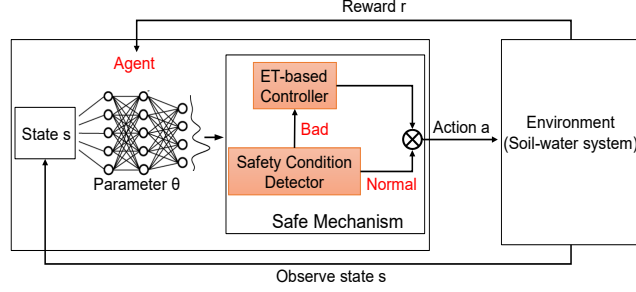 Reward r
Agent
State s
Parameter θ
ET-based
Controller
Bad
Safety Condition
Detector
Normal
Safe Mechanism
Action a
Environment
(Soil-water system)
Observe state s